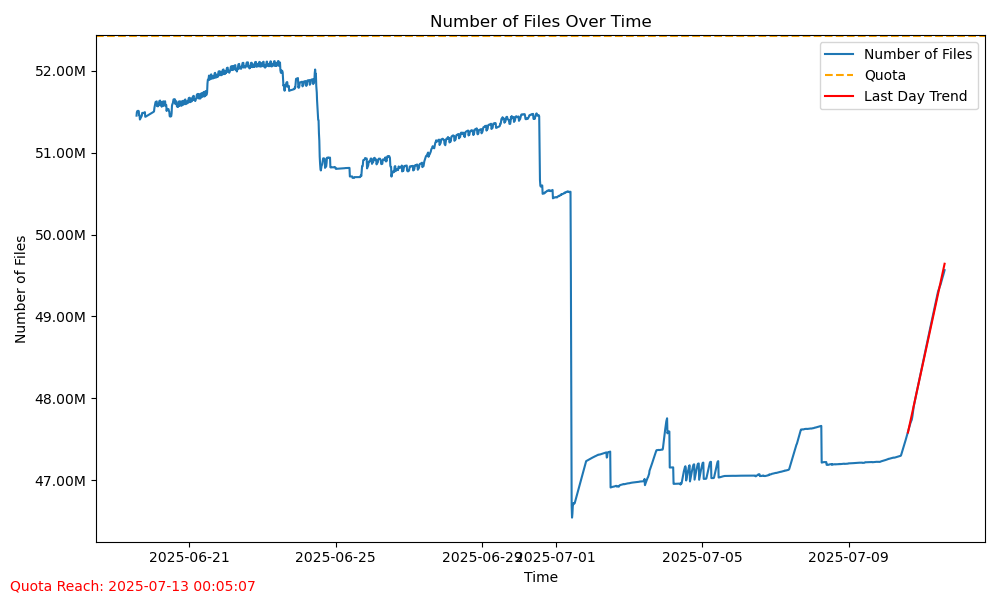 Number of Files Over Time
Number of Files
Quota
Last Day Trend
52.00M
51.00M
50.00M
49.00M
48.00M
47.00M
Number of Files
2025-06-21
2025-06-25
2025-06-29
2025-07-01
2025-07-05
2025-07-09
Time
Quota Reach: 2025-07-13 00:05:07